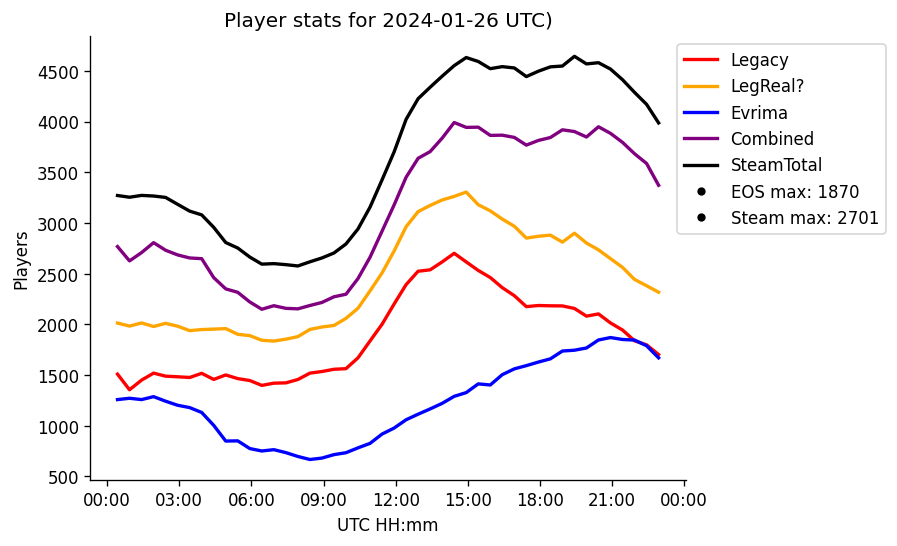 Player stats for 2024-01-26 UTC)
Players
4500
4000
3500
3000
2500
2000
1500
1000
500
00:00 03:00 06:00 09:00 12:00 15:00 18:00 21:00 00:00
UTC HH:mm
Legacy
LegReal?
Evrima
Combined
SteamTotal
EOS max: 1870
Steam max: 2701